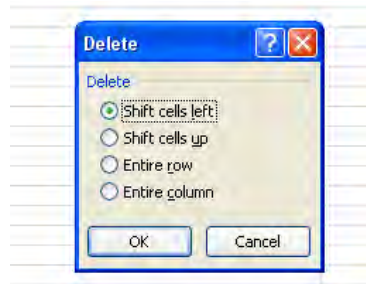 Delete
Delete
Shift cells left
Shift cells up
Entire row
Entire column
OK Cancel